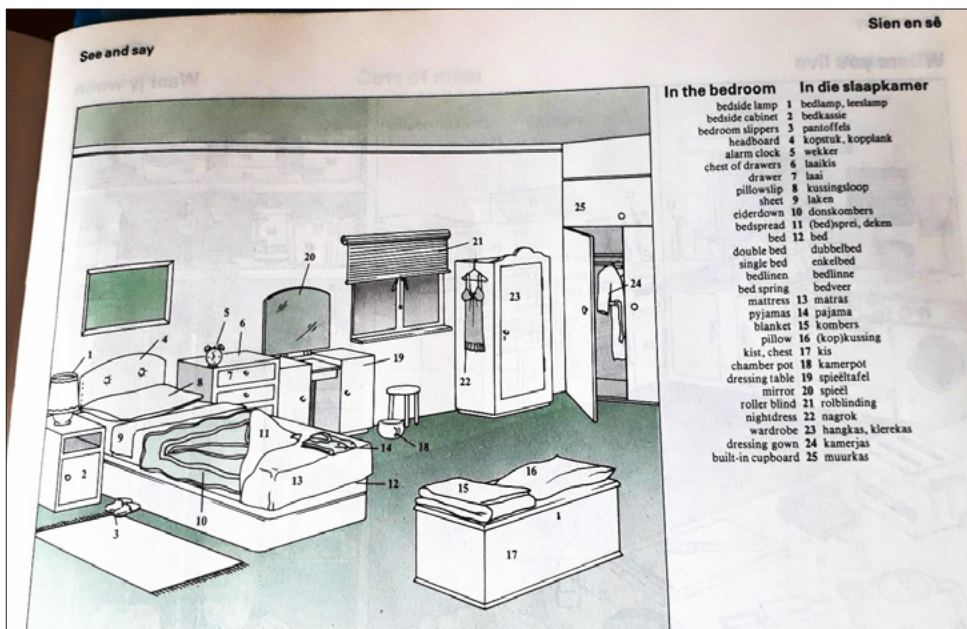 See and say
Sien en sê
In the bedroom In die slaapkamer
bedside lamp 1 bedlamp, leeslamp
bedside cabinet 2 bedkassie
bedroom slippers 3 pantoffels
headboard 4 kopstuk, kopplank
alarm clock 5 wekker
chest of drawers 6 laaikis
drawer 7 laai
pillowslip 8 kussingsloop
sheet 9 laken
eiderdown 10 donskombers
bedspread 11 (bed)sprei, deken
bed 12 bed
double bed dubbelbed
single bed enkelbed
bedlinen bedlinne
bed spring bedveer
mattress 13 matras
pyjamas 14 pajama
blanket 15 kombers
pillow 16 (kop)kussing
kist, chest 17 kis
chamber pot 18 kamerpot
dressing table 19 spieëltafel
mirror 20 spieël
roller blind 21 rolblinding
nightdress 22 nagrok
wardrobe 23 hangkas, klerekas
dressing gown 24 kamerjas
built-in cupboard 25 muurkas
25
21
20
23
24
5
6
4
19
1
7
22
8
11
9
14
18
2
13
16
12
15
10
1
3
17